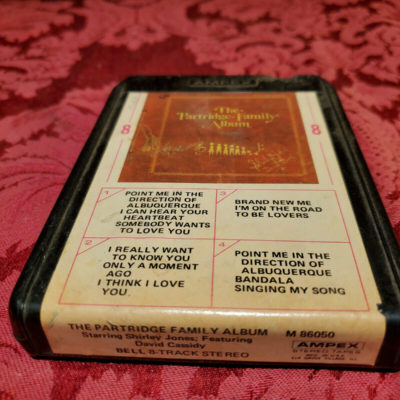 AMPEX
The
Partridge Family
Album
8
8
1
POINT ME IN THE
DIRECTION OF
ALBUQUERQUE
I CAN HEAR YOUR
HEARTBEAT
SOMEBODY WANTS
TO LOVE YOU
3
BRAND NEW ME
I'M ON THE ROAD
TO BE LOVERS
2
I REALLY WANT
TO KNOW YOU
ONLY A MOMENT
AGO
I THINK I LOVE
YOU.
4
POINT ME IN THE
DIRECTION OF
ALBUQUERQUE
BANDALA
SINGING MY SONG
THE PARTRIDGE FAMILY ALBUM M 86050
Starring Shirley Jones; Featuring
David Cassidy
BELL 8-TRACK STEREO
AMPEX
STEREO TAPES